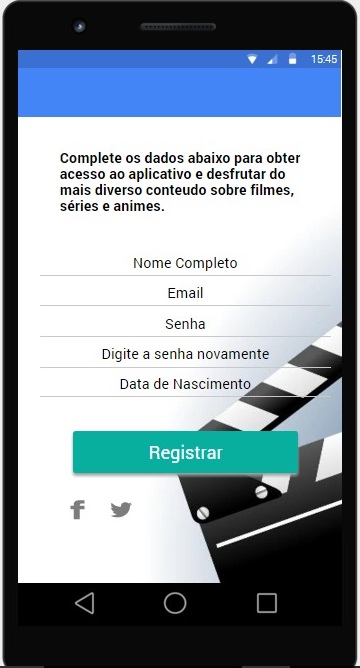 15:45
Complete os dados abaixo para obter
acesso ao aplicativo e desfrutar do
mais diverso conteudo sobre filmes,
séries e animes.
Nome Completo
Email
Senha
Digite a senha novamente
Data de Nascimento
Registrar